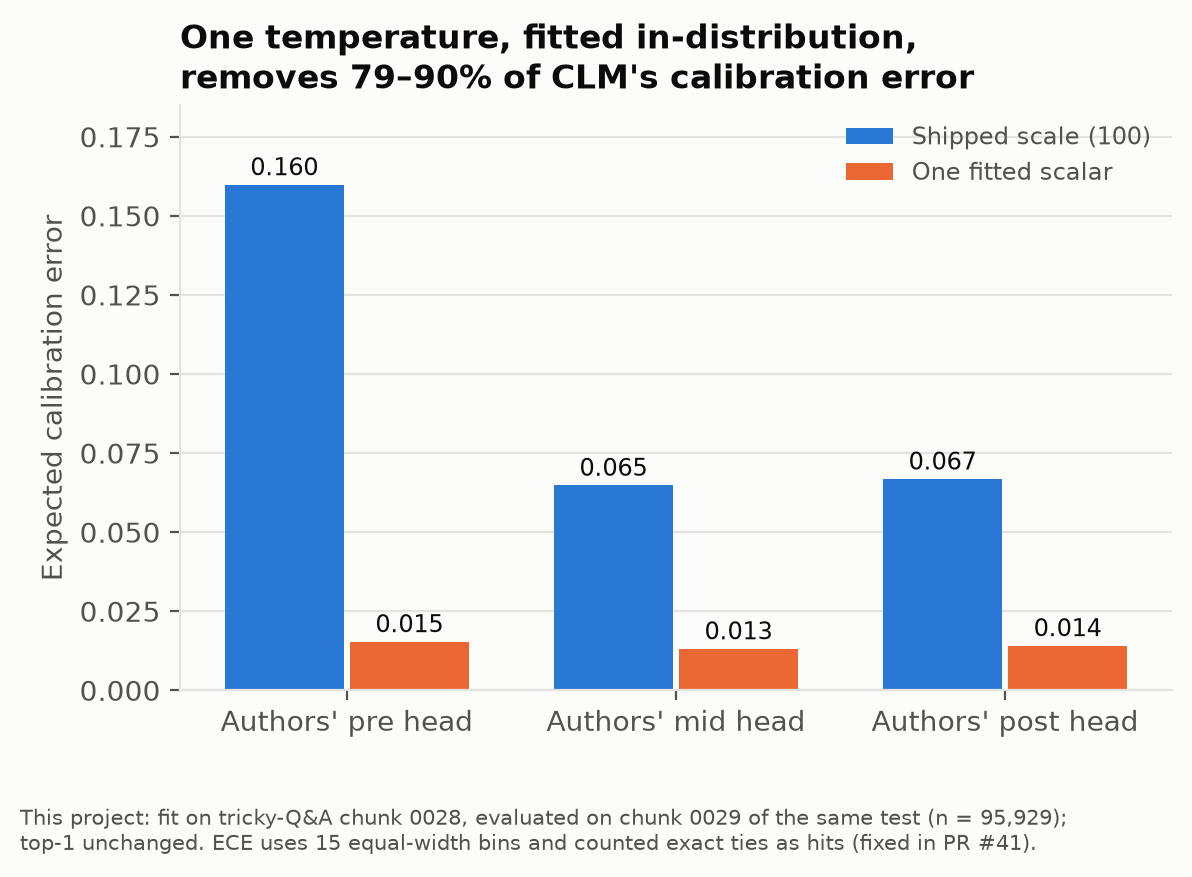 One temperature, fitted in-distribution,
removes 79–90% of CLM's calibration error
Shipped scale (100)
One fitted scalar
Expected calibration error
0.175
0.150
0.125
0.100
0.075
0.050
0.025
0.000
0.160
0.015
0.065
0.013
0.067
0.014
Authors' pre head
Authors' mid head
Authors' post head
This project: fit on tricky-Q&A chunk 0028, evaluated on chunk 0029 of the same test (n = 95,929);
top-1 unchanged. ECE uses 15 equal-width bins and counted exact ties as hits (fixed in PR #41).